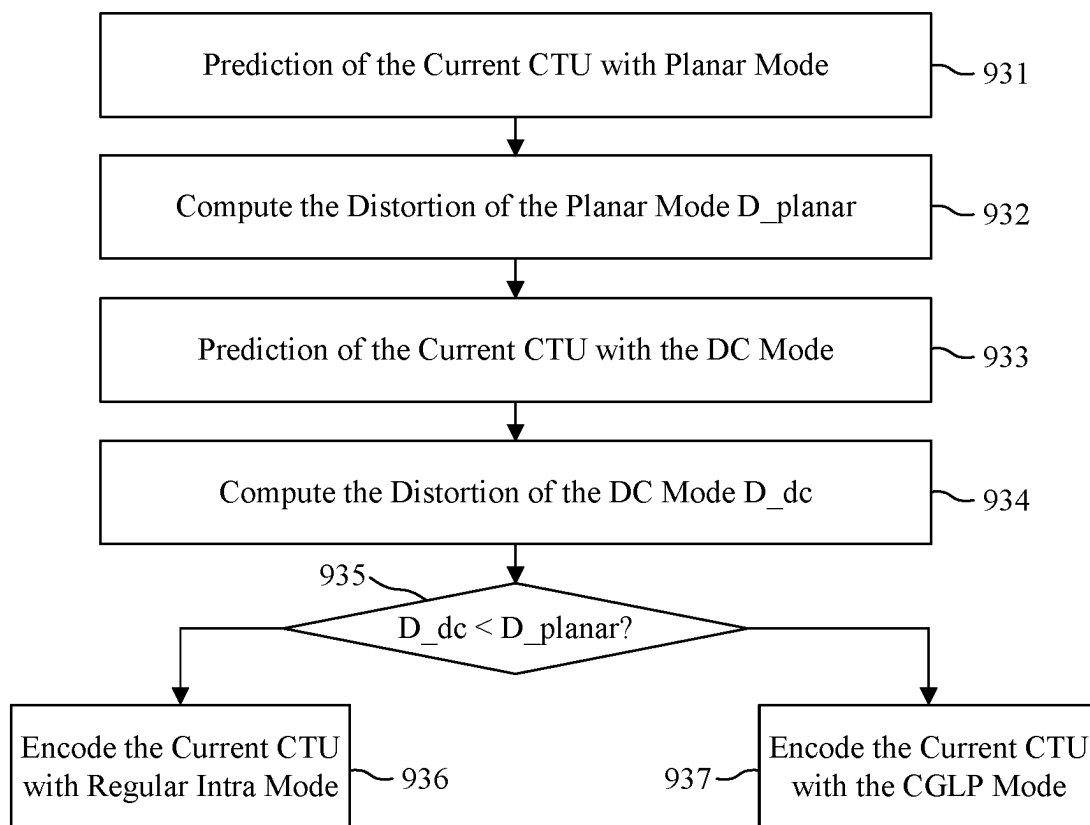 Prediction of the Current CTU with Planar Mode
931
Compute the Distortion of the Planar Mode D_planar
932
Prediction of the Current CTU with the DC Mode
933
Compute the Distortion of the DC Mode D_dc
934
935
D_dc < D_planar?
Encode the Current CTU
with Regular Intra Mode
936
937
Encode the Current CTU
with the CGLP Mode